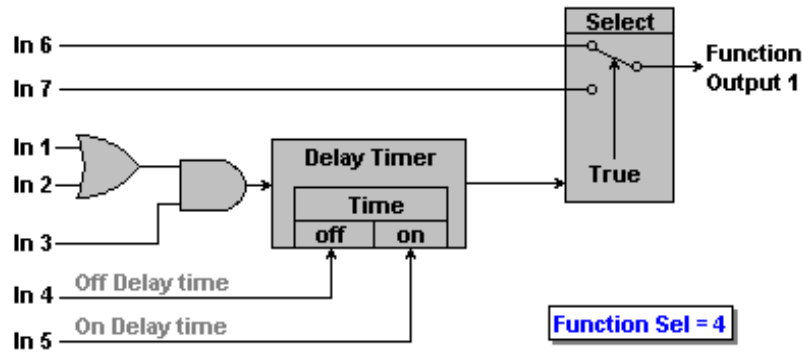 Select
In 6
Function
Output 1
In 7
In 1
Delay Timer
In 2
True
Time
off
on
In 3
Off Delay time
In 4
On Delay time
In 5
Function Sel = 4